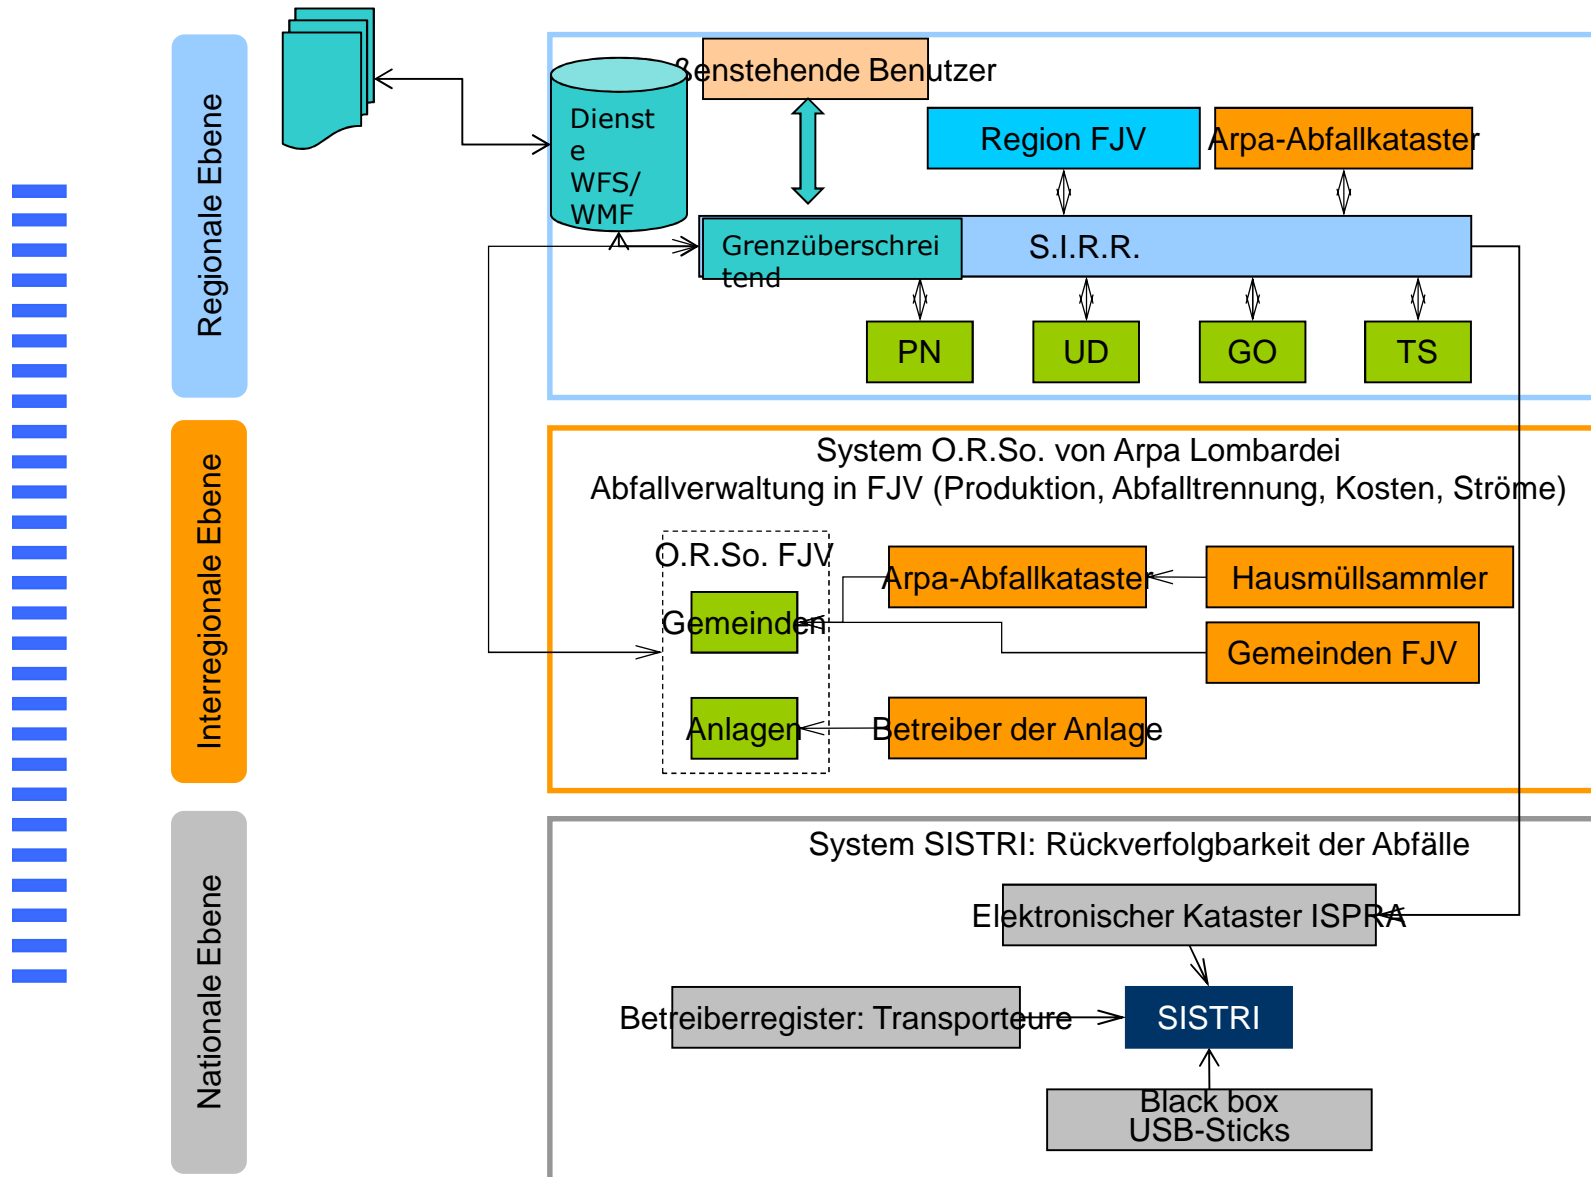 Regionale Ebene
ßenstehende Benutzer
Dienst
e
WFS/
WMF
Region FJV
Arpa-Abfallkataster
Grenzüberschrei
tend
S.I.R.R.
PN
UD
GO
TS
Interregionale Ebene
System O.R.So. von Arpa Lombardei
Abfallverwaltung in FJV (Produktion, Abfalltrennung, Kosten, Ströme)
O.R.So. FJV
Arpa-Abfallkataster
Hausmüllsammler
Gemeinden
Gemeinden FJV
Anlagen
Betreiber der Anlage
Nationale Ebene
System SISTRI: Rückverfolgbarkeit der Abfälle
Elektronischer Kataster ISPRA
Betreiberregister: Transporteure
SISTRI
Black box
USB-Sticks